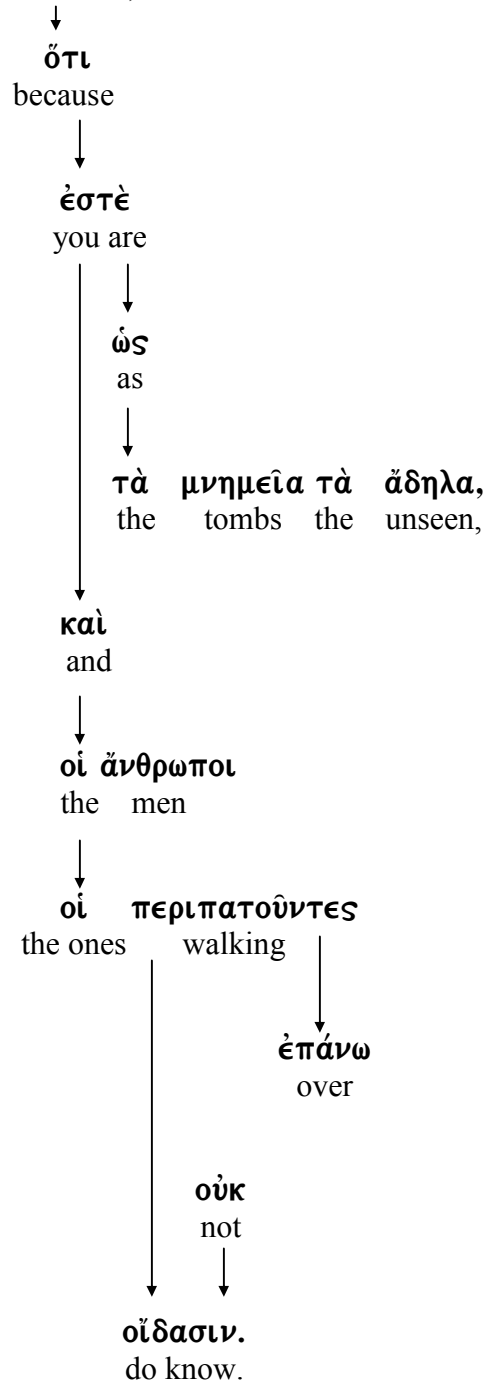 ὅτι
because
ἐστὲ
you are
ὡς
as
τὰ μνημεῖα τὰ ἄδηλα,
the tombs the unseen,
καὶ
and
οἱ ἄνθρωποι
the men
οἱ περιπατοῦντες
the ones walking
ἐπάνω
over
οὐκ
not
οἴδασιν.
do know.